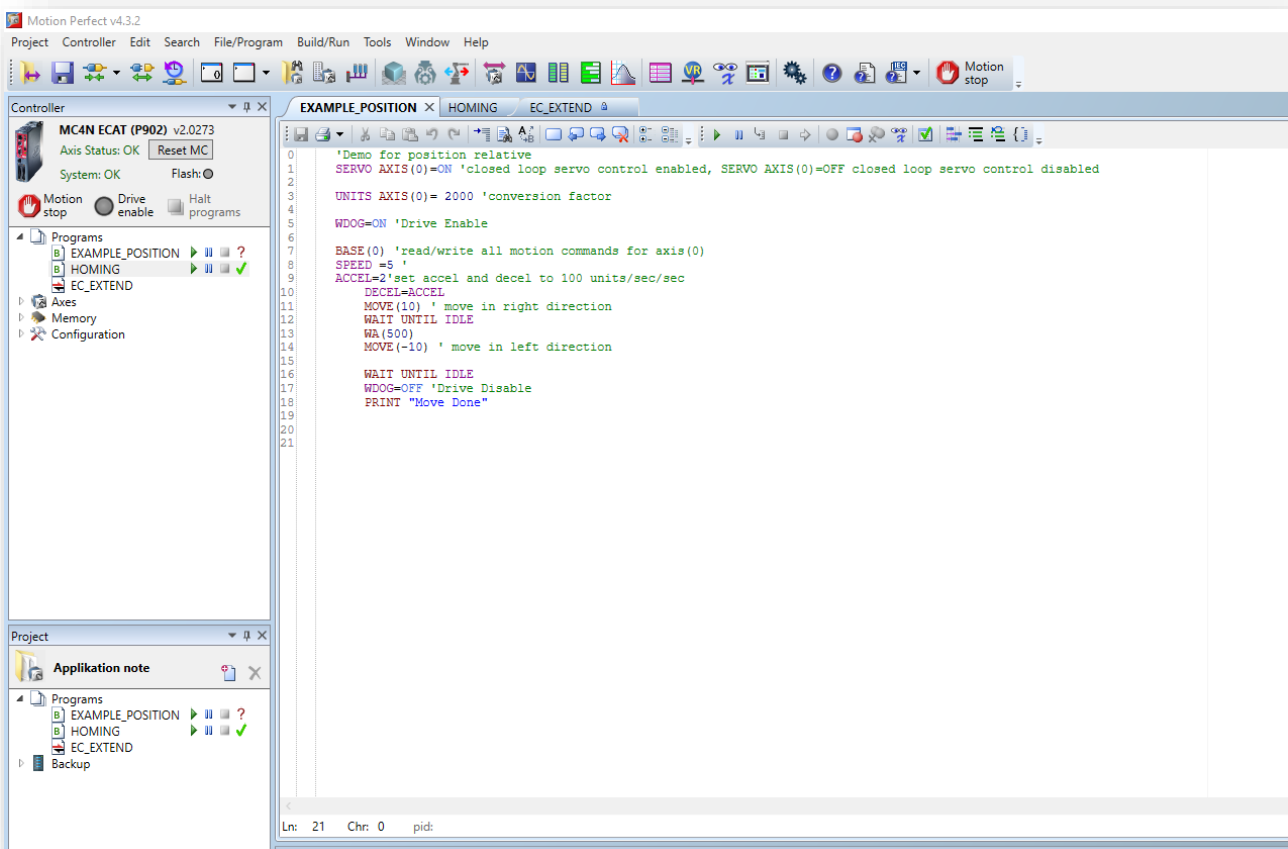 Motion Perfect v4.3.2
Project Controller Edit Search File/Program Build/Run Tools Window Help
Motion stop
Controller
EXAMPLE_POSITION HOMING EC_EXTEND
MC4N ECAT (P902) v2.0273
Axis Status: OK Reset MC
System: OK Flash:
Motion stop Drive enable Halt programs
Programs
EXAMPLE_POSITION ?
HOMING
EC_EXTEND
Axes
Memory
Configuration
0 'Demo for position relative
1 SERVO AXIS(0)=ON 'closed loop servo control enabled, SERVO AXIS(0)=OFF closed loop servo control disabled
2
3 UNITS AXIS(0)= 2000 'conversion factor
4
5 WDOG=ON 'Drive Enable
6
7 BASE(0) 'read/write all motion commands for axis(0)
8 SPEED =5 '
9 ACCEL=2'set accel and decel to 100 units/sec/sec
10 DECEL=ACCEL
11 MOVE(10) ' move in right direction
12 WAIT UNTIL IDLE
13 WA(500)
14 MOVE(-10) ' move in left direction
15
16 WAIT UNTIL IDLE
17 WDOG=OFF 'Drive Disable
18 PRINT "Move Done"
19
20
21
Project
Applikation note
Programs
EXAMPLE_POSITION ?
HOMING
EC_EXTEND
Backup
Ln: 21 Chr: 0 pid: